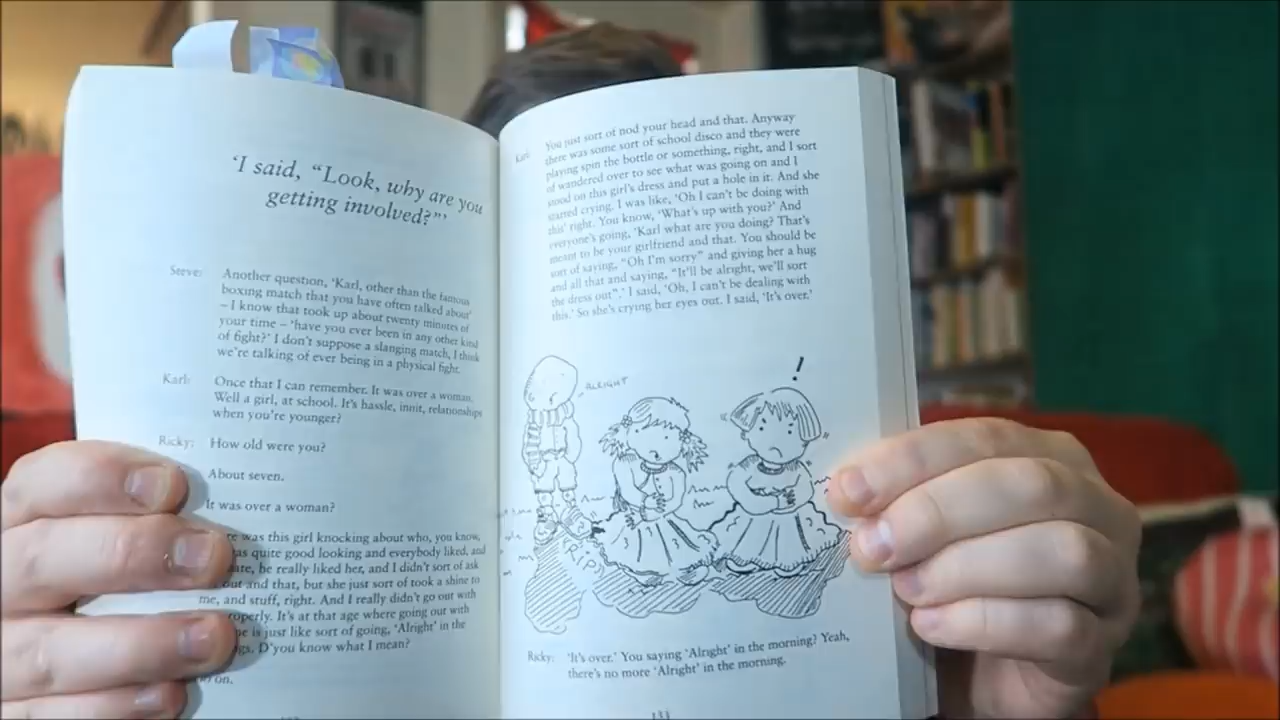 'I said, "Look, why are you
getting involved?"'
Steve: Another question, 'Karl, other than the famous
boxing match that you have often talked about'
– I know that took up about twenty minutes of
your time – 'have you ever been in any other kind
of fight?' I don't suppose a slanging match, I think
we're talking of ever being in a physical fight.
Karl: Once that I can remember. It was over a woman.
Well a girl, at school. It's hassle, innit, relationships
when you're younger?
Ricky: How old were you?
About seven.
It was over a woman?
was this girl knocking about who, you know,
was quite good looking and everybody liked, and
he really liked her, and I didn't sort of ask
out and that, but she just sort of took a shine to
me, and stuff, right. And I really didn't go out with
properly. It's at that age where going out with
is just like sort of going, 'Alright' in the
D'you know what I mean?
on.
Karl: You just sort of nod your head and that. Anyway
there was some sort of school disco and they were
playing spin the bottle or something, right, and I sort
of wandered over to see what was going on and I
stood on this girl's dress and put a hole in it. And she
started crying. I was like, 'Oh I can't be doing with
this' right. You know, 'What's up with you?' And
everyone's going, 'Karl what are you doing? That's
meant to be your girlfriend and that. You should be
sort of saying, "Oh I'm sorry" and giving her a hug
and all that and saying, "It'll be alright, we'll sort
the dress out".' I said, 'Oh, I can't be dealing with
this.' So she's crying her eyes out. I said, 'It's over.'
ALRIGHT
!
Ricky: 'It's over.' You saying 'Alright' in the morning? Yeah,
there's no more 'Alright' in the morning.
133